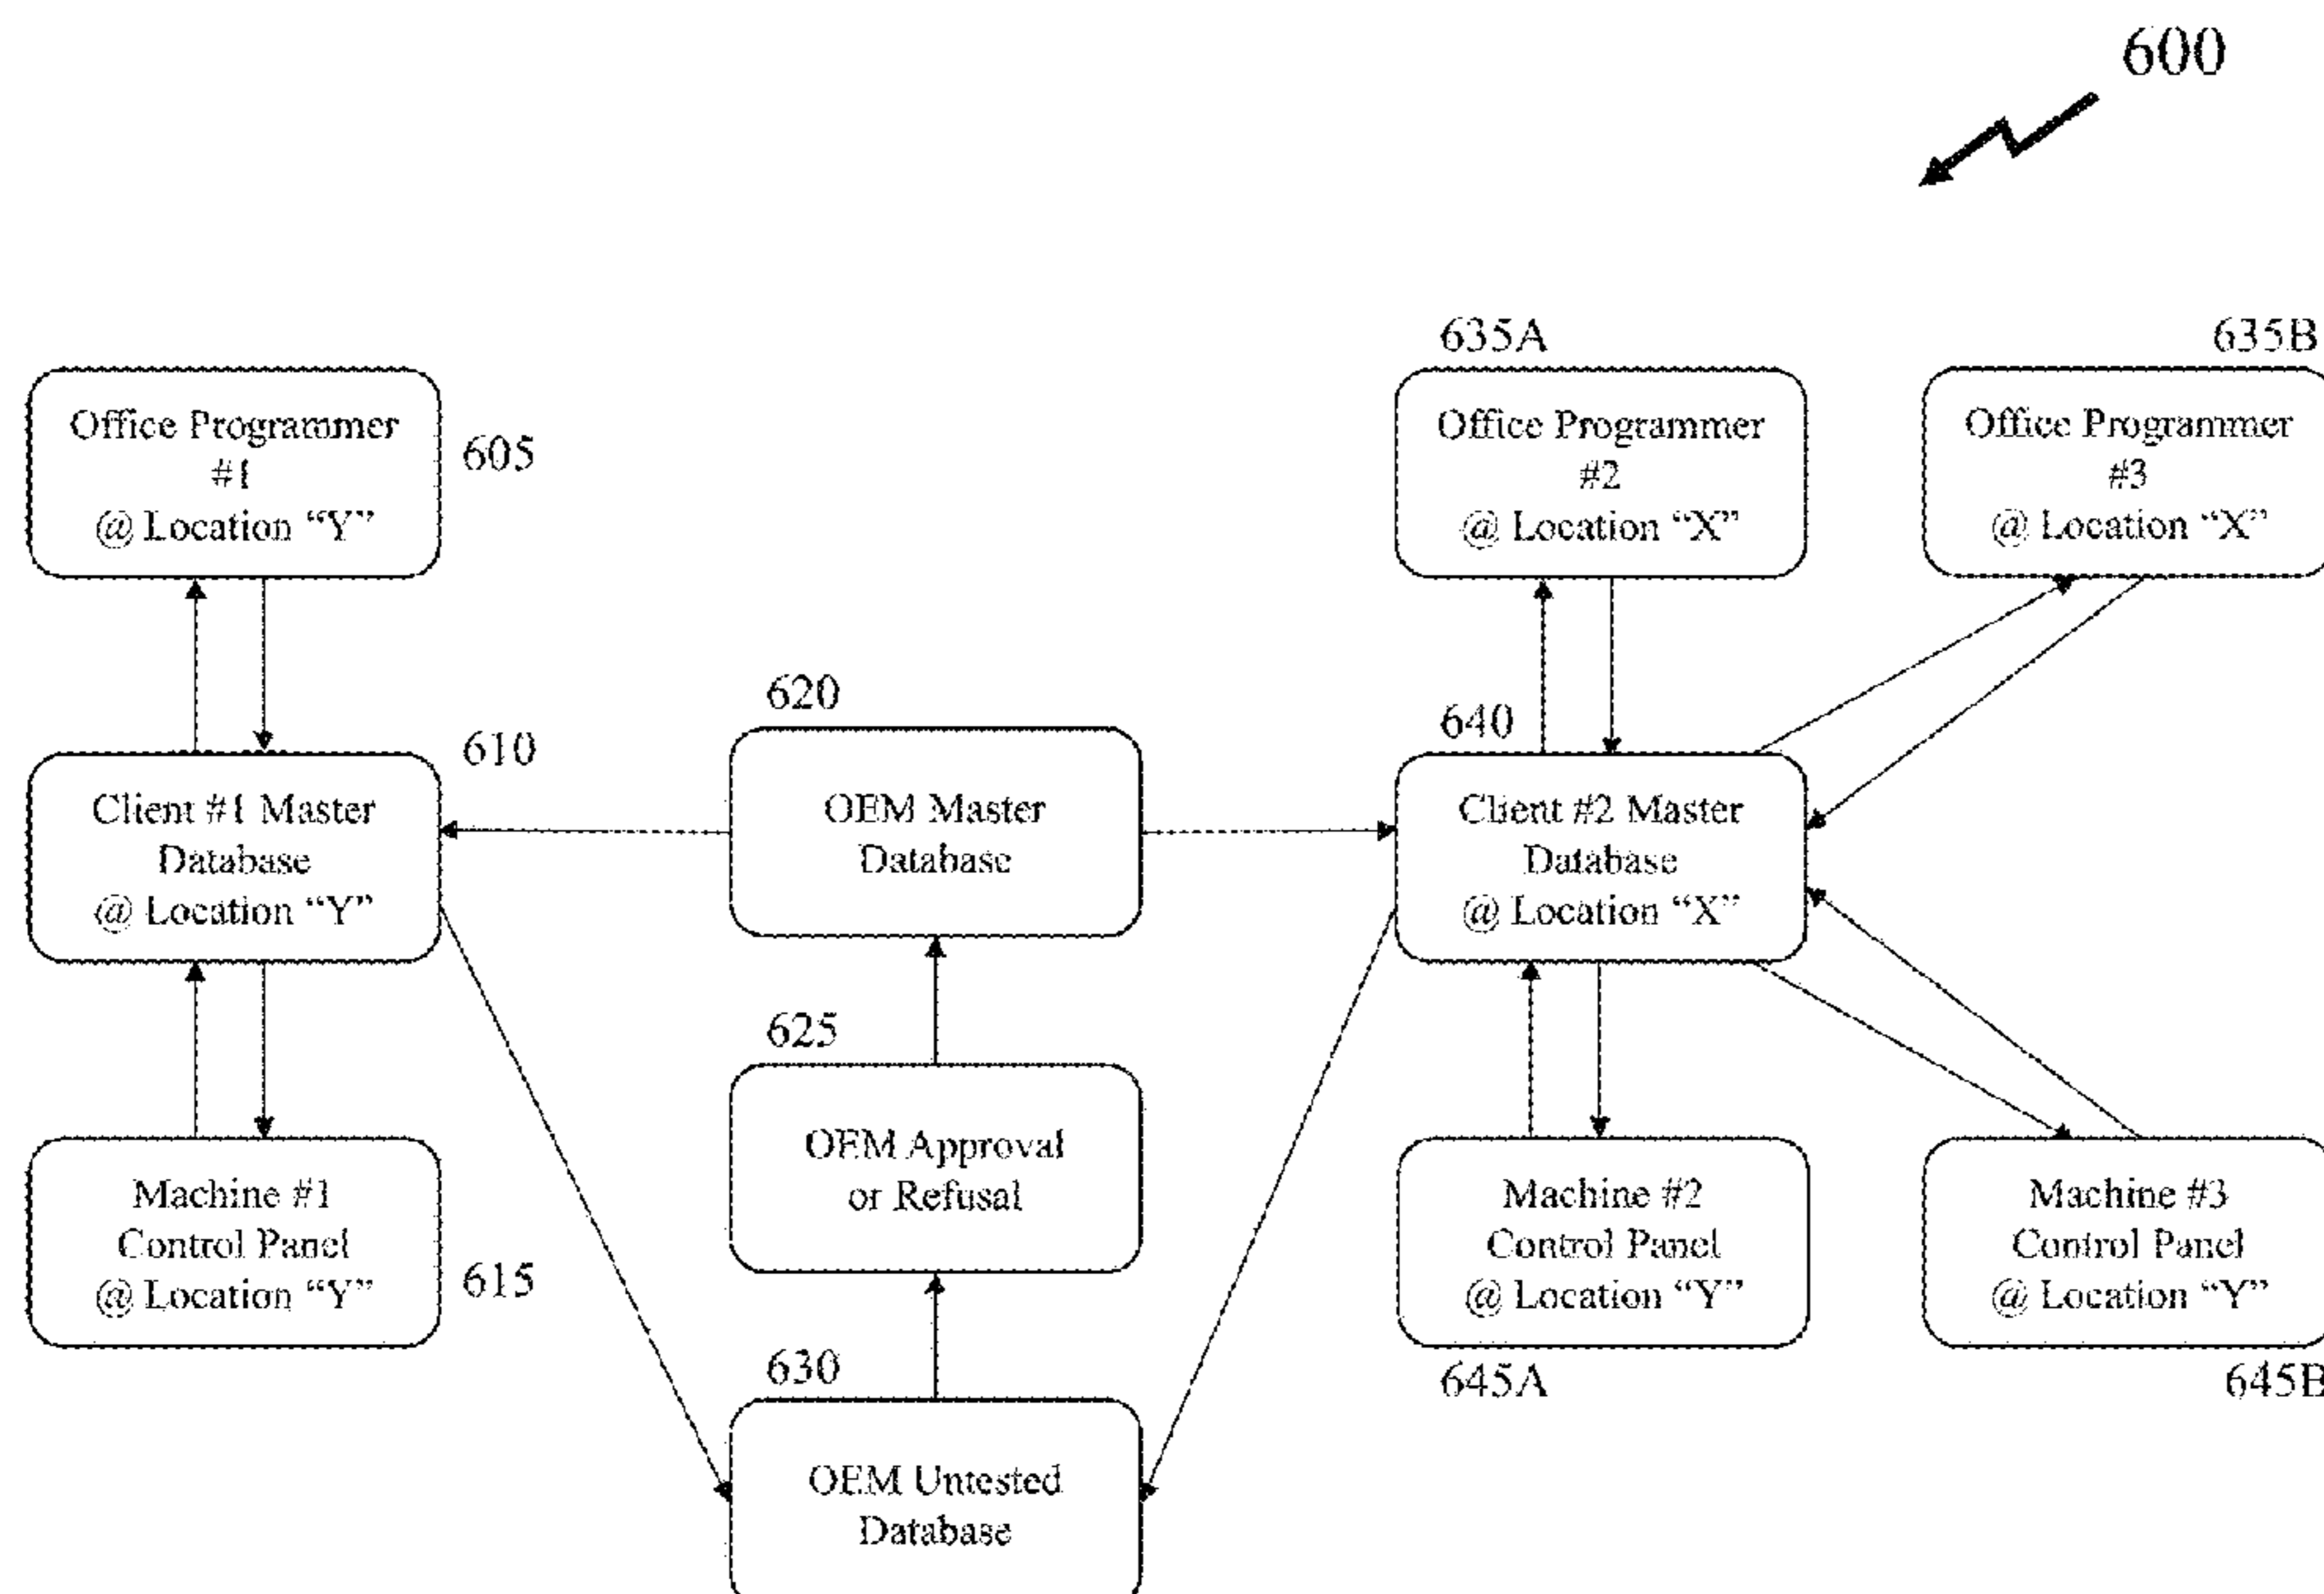 600
635A
635B
Office Programmer
#1
@ Location “Y”
605
Office Programmer
#2
@ Location “X”
Office Programmer
#3
@ Location “X”
620
640
610
Client #1 Master
Database
@ Location “Y”
OEM Master
Database
Client #2 Master
Database
@ Location “X”
625
OEM Approval
or Refusal
Machine #1
Control Panel
@ Location “Y”
615
Machine #2
Control Panel
@ Location “Y”
Machine #3
Control Panel
@ Location “Y”
630
645A
645B
OEM Untested
Database